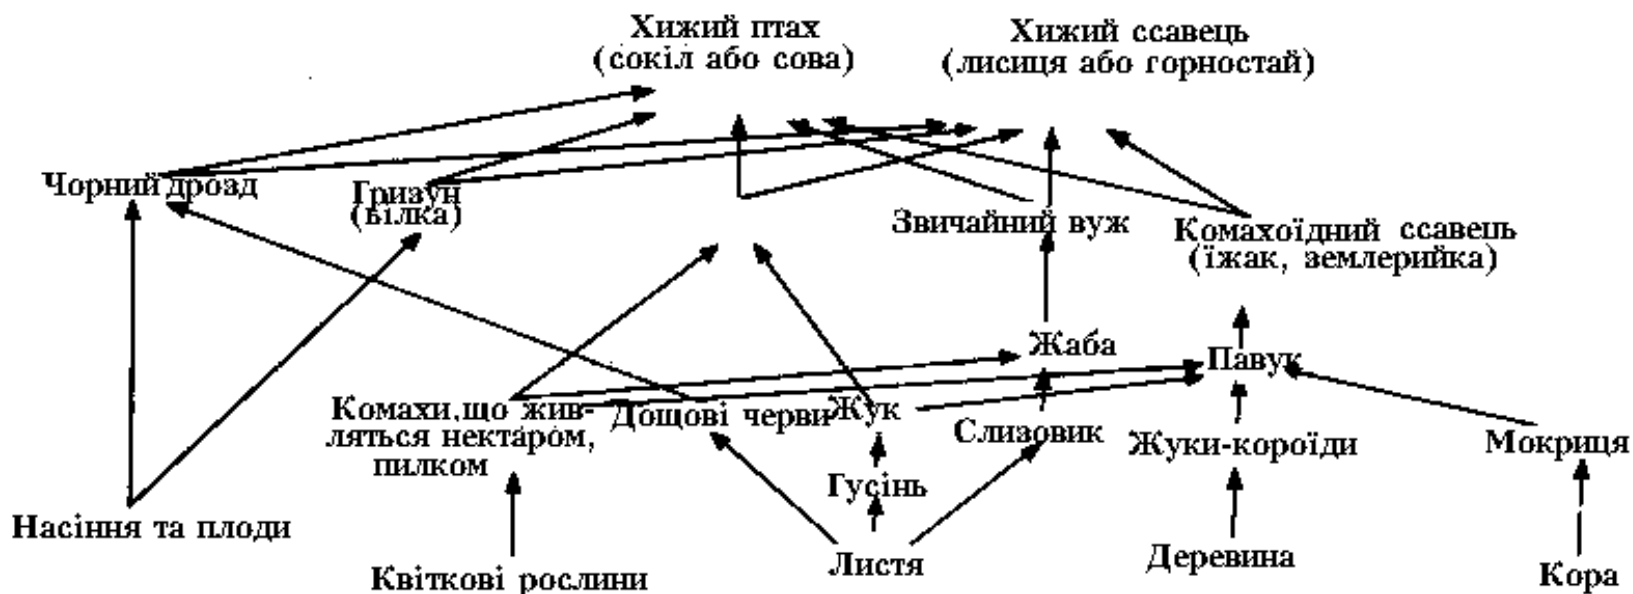 Хижий птах
(сокіл або сова)
Хижий ссавець
(лисиця або горностай)
Чорний дрозд
Гризун
(білка)
Звичайний вуж
Комахоїдний ссавець
(їжак, землерийка)
Жаба
Павук
Комахи, що жив-
ляться нектаром,
пилком
Дощові черви
Жук
Слизовик
Жуки-короїди
Мокриця
Гусінь
Насіння та плоди
Квіткові рослини
Листя
Деревина
Кора